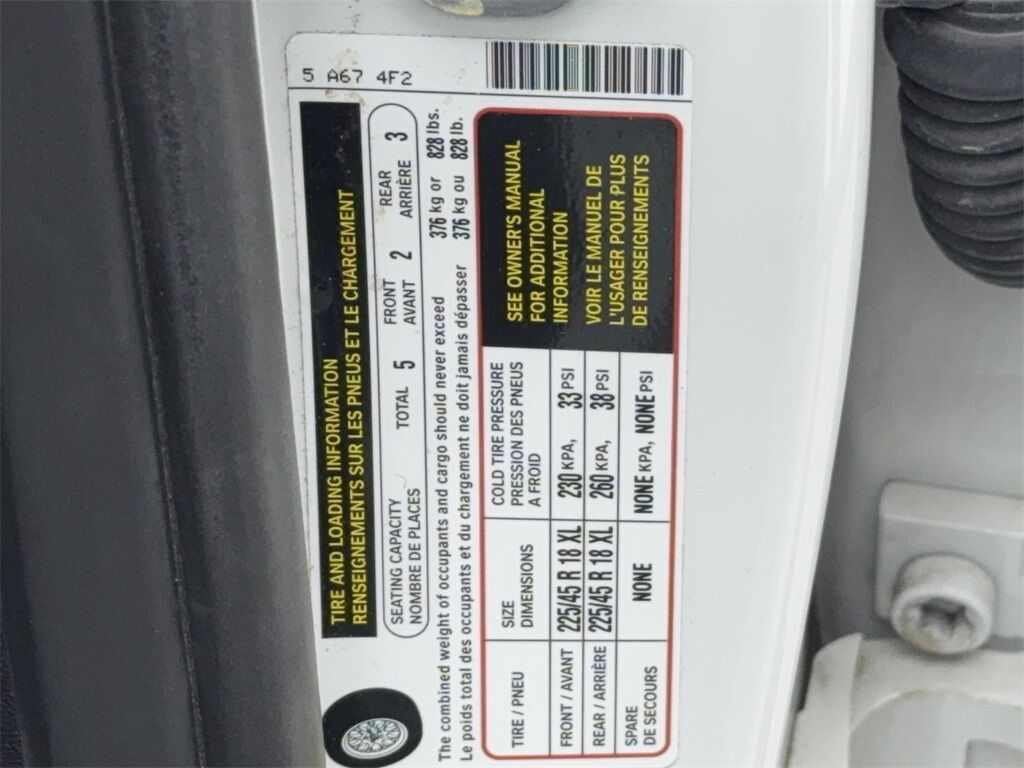 5 A67 4F2
TIRE AND LOADING INFORMATION
RENSEIGNEMENTS SUR LES PNEUS ET LE CHARGEMENT
SEATING CAPACITY TOTAL 5 FRONT 2 REAR 3
NOMBRE DE PLACES AVANT ARRIÈRE
The combined weight of occupants and cargo should never exceed 376 kg or 828 lbs.
Le poids total des occupants et du chargement ne doit jamais dépasser 376 kg ou 828 lb.
TIRE / PNEU
SIZE
DIMENSIONS
COLD TIRE PRESSURE
PRESSION DES PNEUS
A FROID
FRONT / AVANT 225/45 R 18 XL 230 KPA, 33 PSI
REAR / ARRIÈRE 225/45 R 18 XL 260 KPA, 38 PSI
SPARE
DE SECOURS
NONE NONE KPA, NONE PSI
SEE OWNER'S MANUAL
FOR ADDITIONAL
INFORMATION
VOIR LE MANUEL DE
L'USAGER POUR PLUS
DE RENSEIGNEMENTS